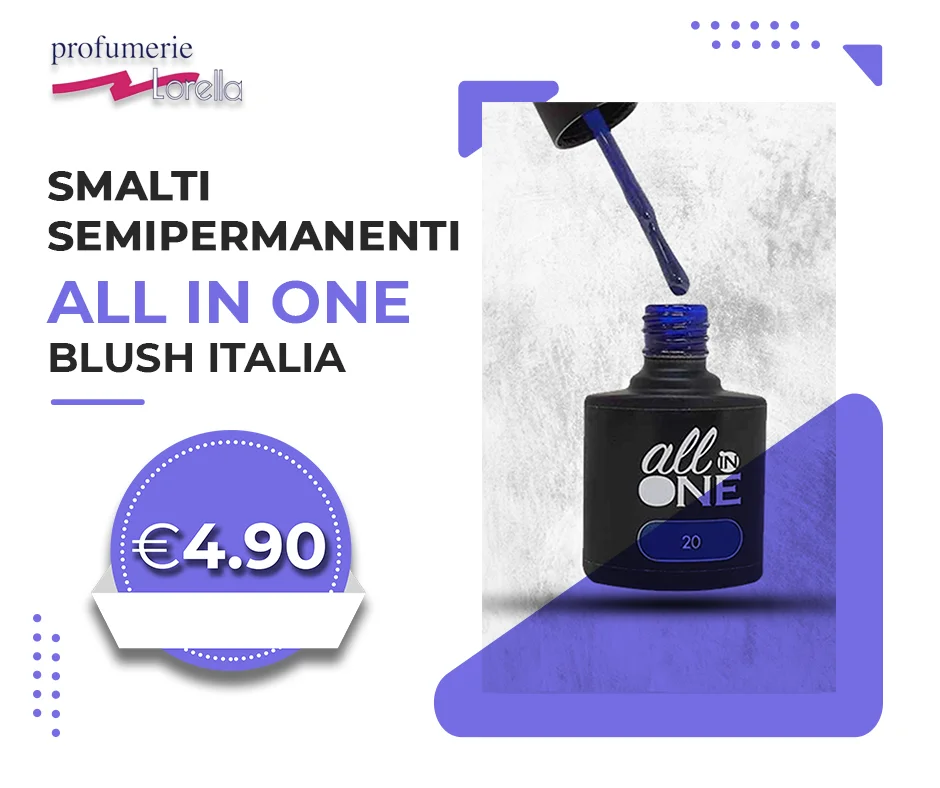 profumerie
Lorella
SMALTI
SEMIPERMANENTI
ALL IN ONE
BLUSH ITALIA
€4.90
all IN
ONE
20